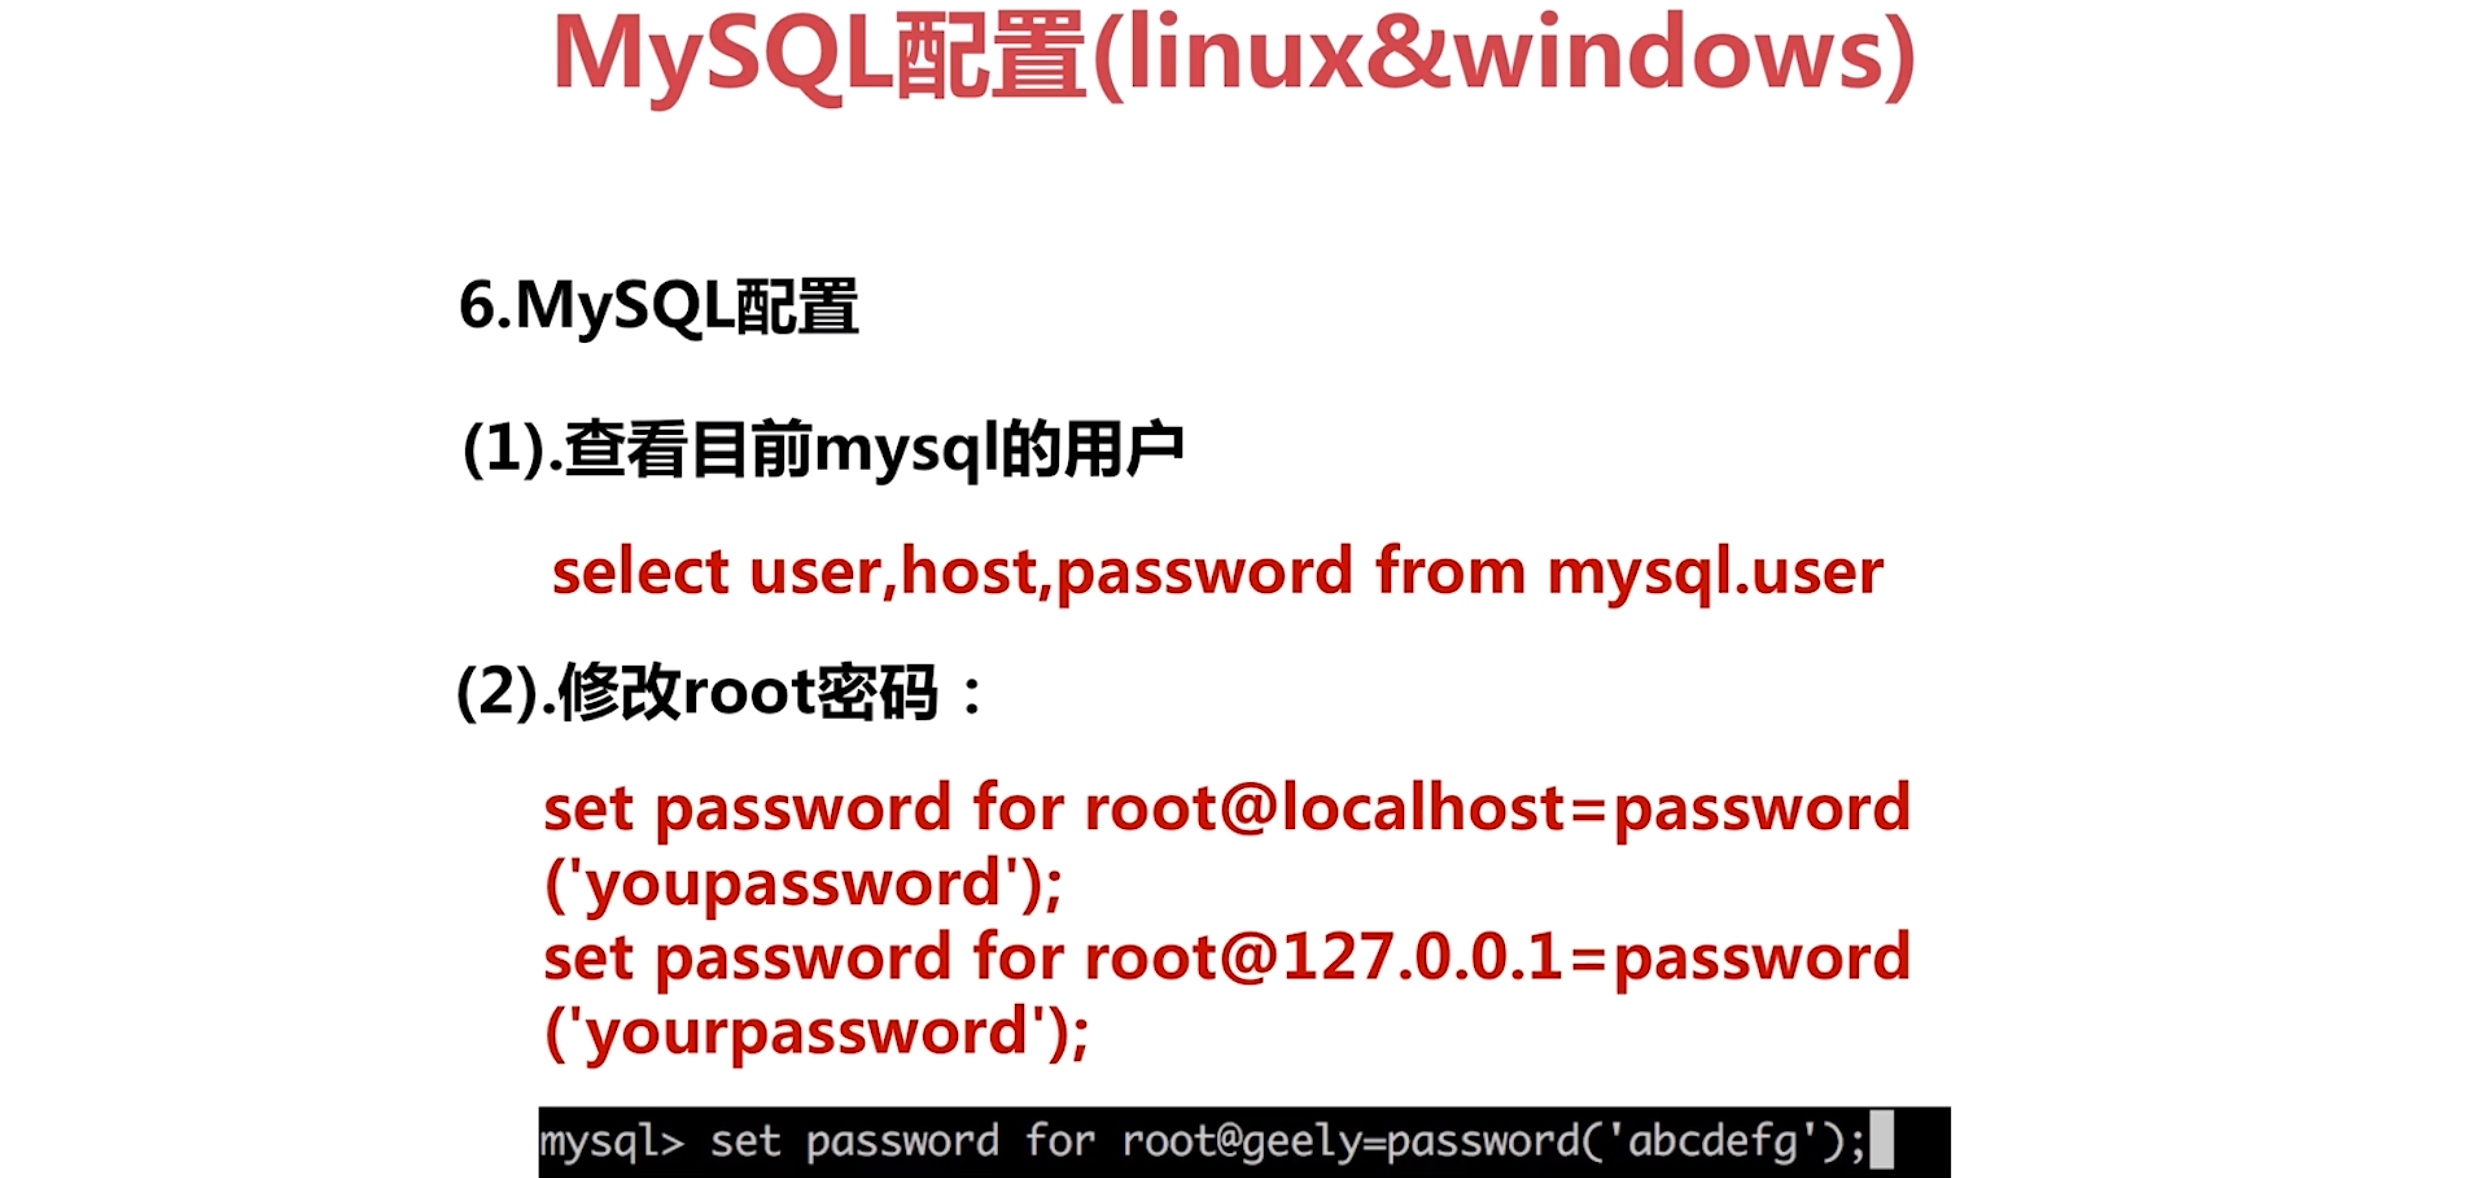 MySQL配置(linux&windows)
6.MySQL配置
(1).查看目前mysql的用户
select user,host,password from mysql.user
(2).修改root密码：
set password for root@localhost=password
('youpassword');
set password for root@127.0.0.1=password
('yourpassword');
mysql> set password for root@geely=password('abcdefg');